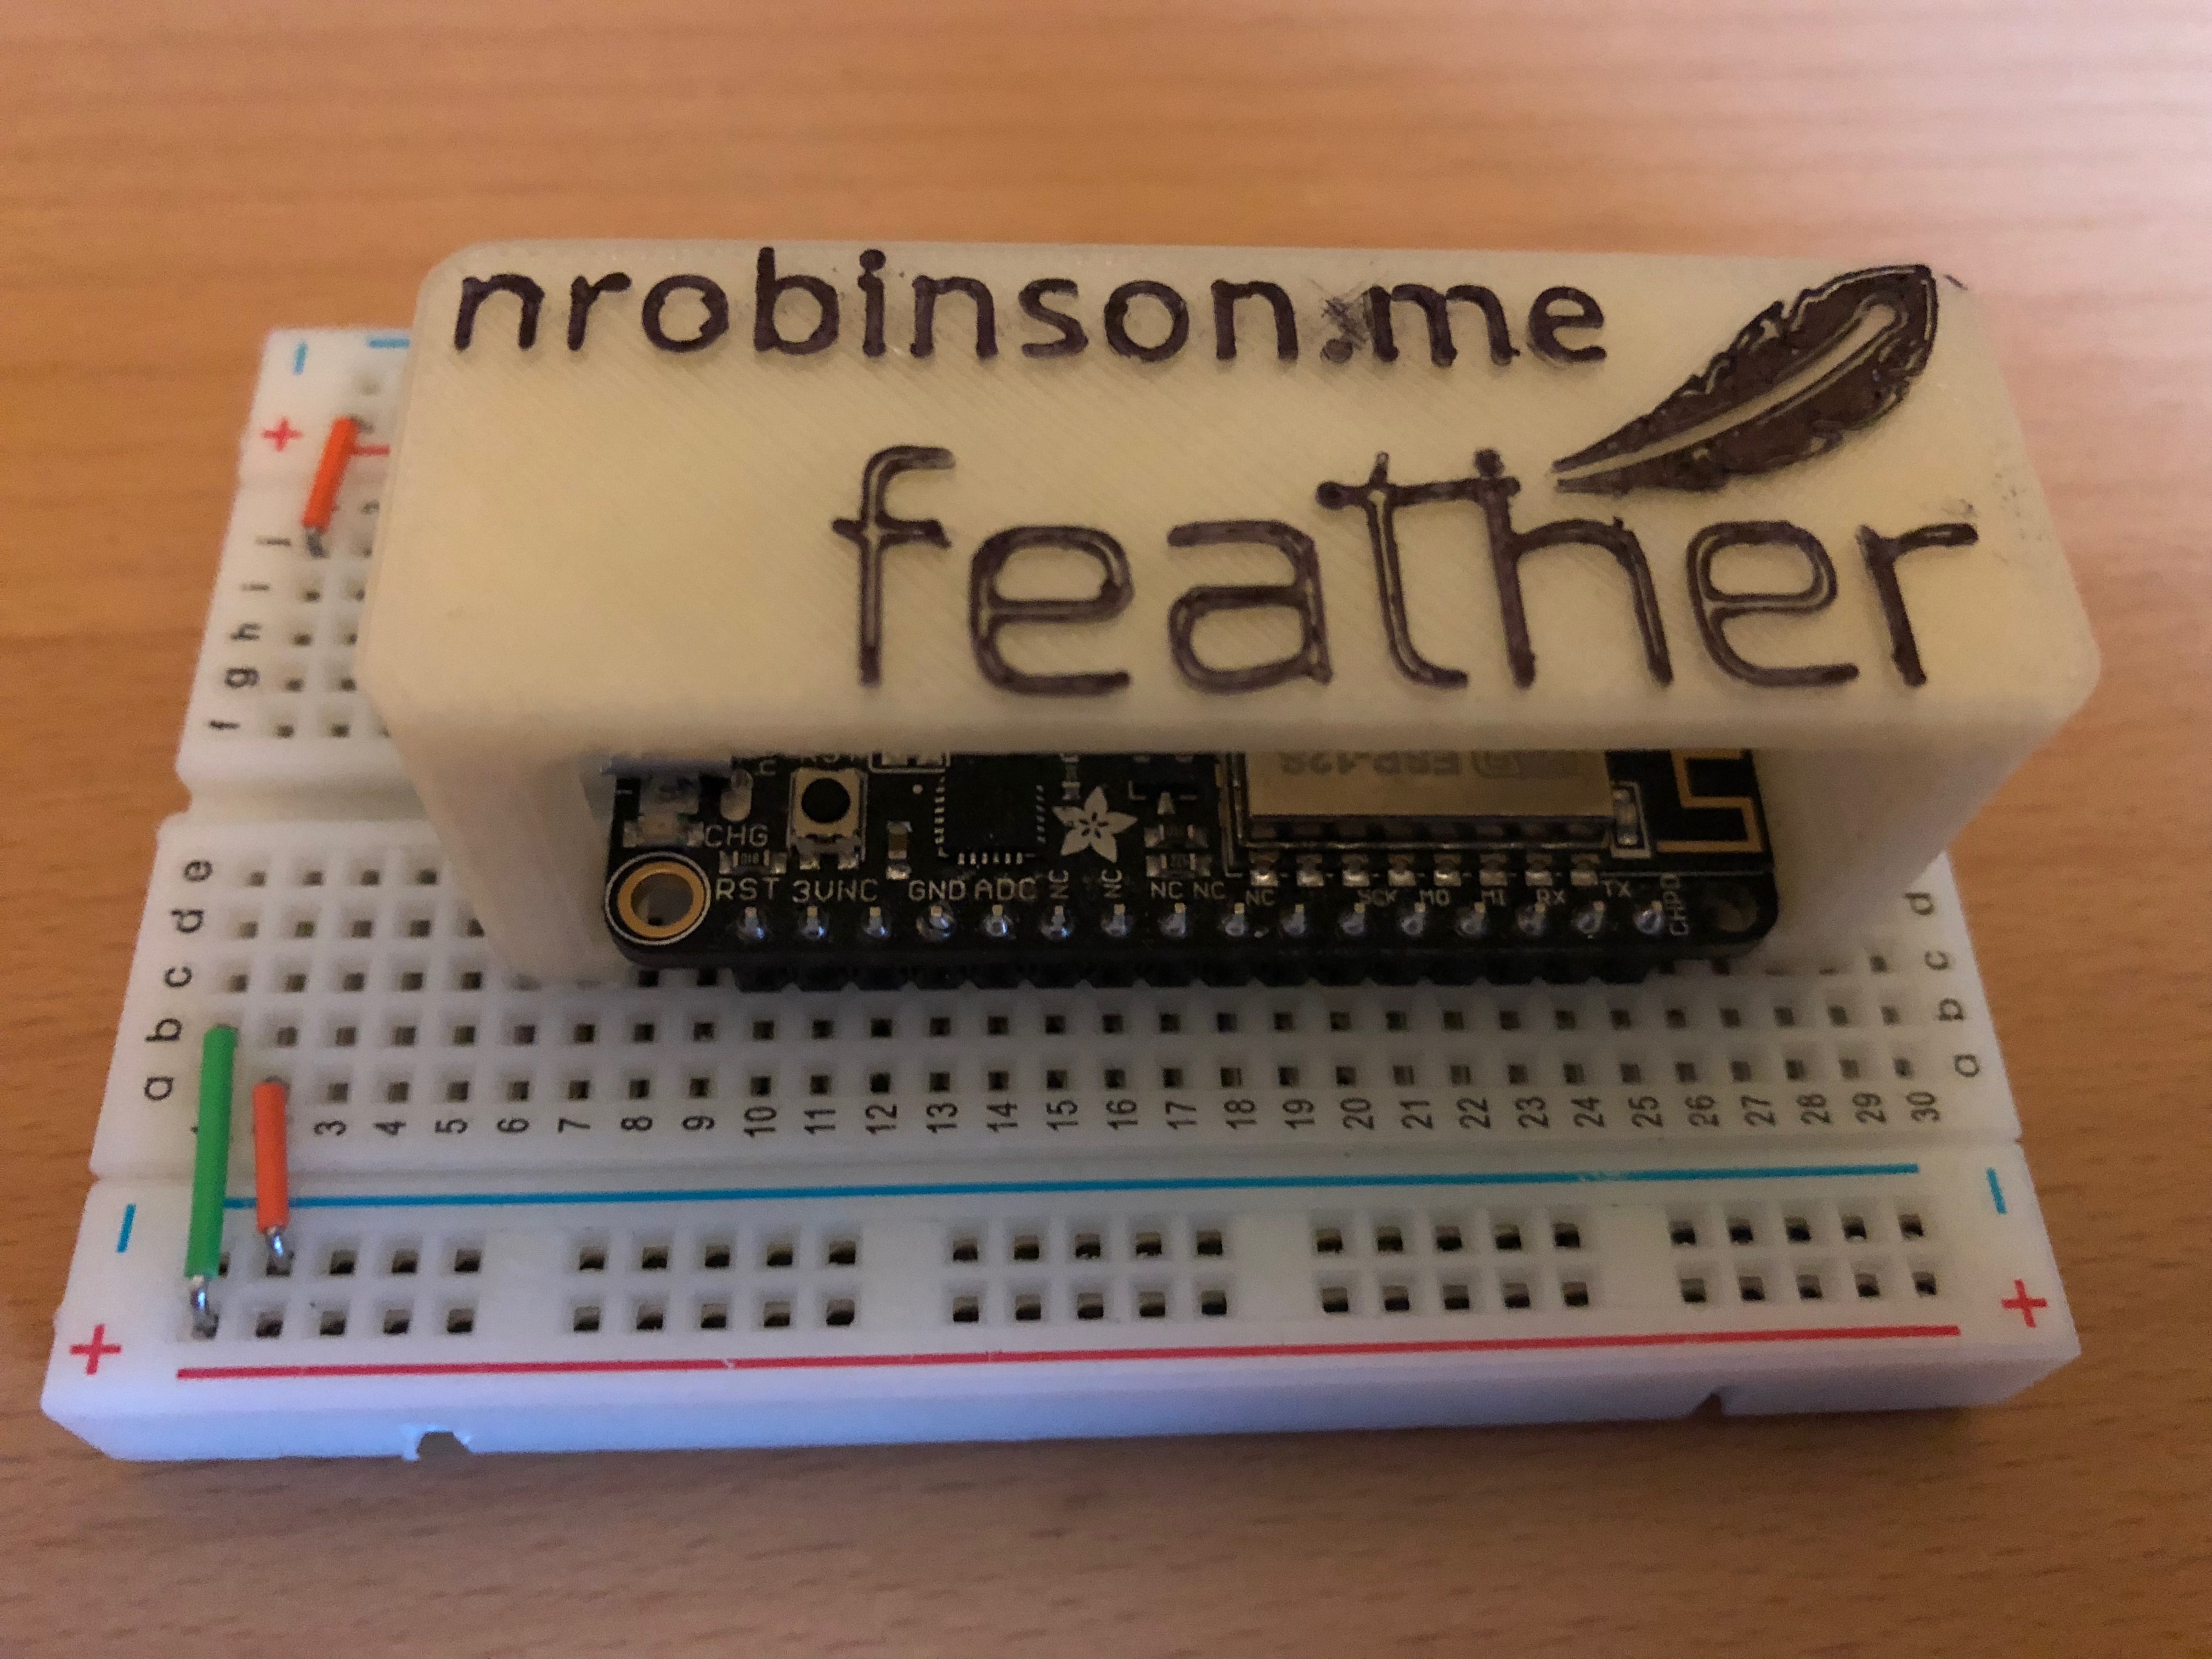 nrobinson.me
feather
− −
+
j
i
h
g
f
CHG
RST 3V NC GND ADC NC NC NC NC NC SCK MO MI RX TX CHPD
e
d d
c c
b b
a a
3 4 5 6 7 8 9 10 11 12 13 14 15 16 17 18 19 20 21 22 23 24 25 26 27 28 29 30
− −
+ +